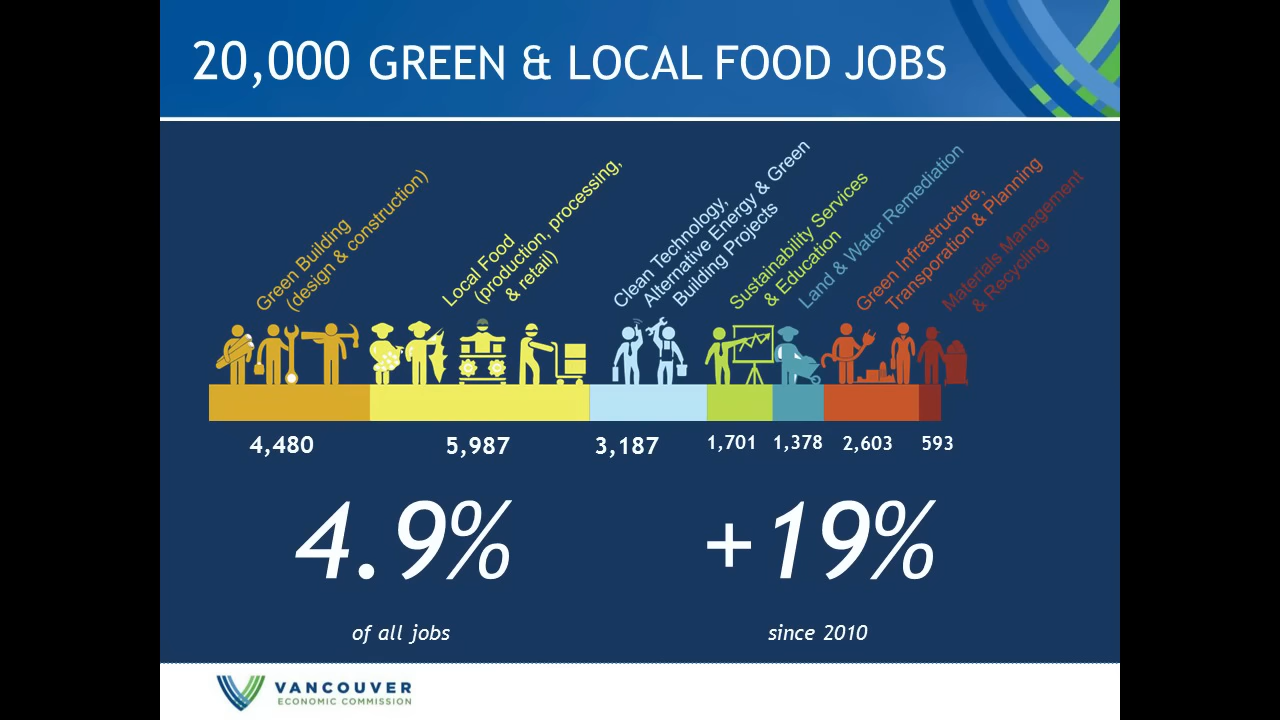 20,000 GREEN & LOCAL FOOD JOBS
Green Building
(design & construction)
Local Food
(production, processing,
& retail)
Clean Technology,
Alternative Energy & Green
Building Projects
Sustainability Services
& Education
Land & Water Remediation
Green Infrastructure,
Transporation & Planning
Materials Management
& Recycling
4,480
5,987
3,187
1,701
1,378
2,603
593
4.9%
of all jobs
+19%
since 2010
VANCOUVER
ECONOMIC COMMISSION